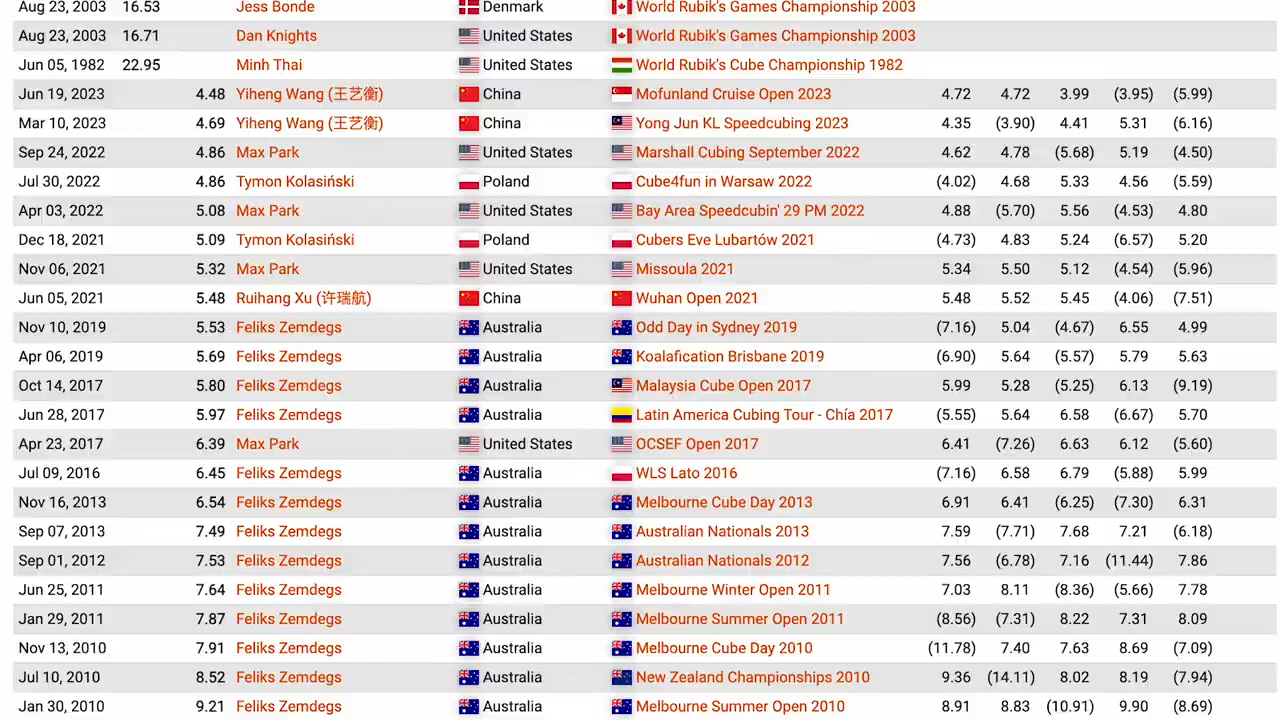 Aug 23, 2003 16.53 Jess Bonde Denmark World Rubik's Games Championship 2003
Aug 23, 2003 16.71 Dan Knights United States World Rubik's Games Championship 2003
Jun 05, 1982 22.95 Minh Thai United States World Rubik's Cube Championship 1982
Jun 19, 2023 4.48 Yiheng Wang (王艺衡) China Mofunland Cruise Open 2023 4.72 4.72 3.99 (3.95) (5.99)
Mar 10, 2023 4.69 Yiheng Wang (王艺衡) China Yong Jun KL Speedcubing 2023 4.35 (3.90) 4.41 5.31 (6.16)
Sep 24, 2022 4.86 Max Park United States Marshall Cubing September 2022 4.62 4.78 (5.68) 5.19 (4.50)
Jul 30, 2022 4.86 Tymon Kolasiński Poland Cube4fun in Warsaw 2022 (4.02) 4.68 5.33 4.56 (5.59)
Apr 03, 2022 5.08 Max Park United States Bay Area Speedcubin' 29 PM 2022 4.88 (5.70) 5.56 (4.53) 4.80
Dec 18, 2021 5.09 Tymon Kolasiński Poland Cubers Eve Lubartów 2021 (4.73) 4.83 5.24 (6.57) 5.20
Nov 06, 2021 5.32 Max Park United States Missoula 2021 5.34 5.50 5.12 (4.54) (5.96)
Jun 05, 2021 5.48 Ruihang Xu (许瑞航) China Wuhan Open 2021 5.48 5.52 5.45 (4.06) (7.51)
Nov 10, 2019 5.53 Feliks Zemdegs Australia Odd Day in Sydney 2019 (7.16) 5.04 (4.67) 6.55 4.99
Apr 06, 2019 5.69 Feliks Zemdegs Australia Koalafication Brisbane 2019 (6.90) 5.64 (5.57) 5.79 5.63
Oct 14, 2017 5.80 Feliks Zemdegs Australia Malaysia Cube Open 2017 5.99 5.28 (5.25) 6.13 (9.19)
Jun 28, 2017 5.97 Feliks Zemdegs Australia Latin America Cubing Tour - Chía 2017 (5.55) 5.64 6.58 (6.67) 5.70
Apr 23, 2017 6.39 Max Park United States OCSEF Open 2017 6.41 (7.26) 6.63 6.12 (5.60)
Jul 09, 2016 6.45 Feliks Zemdegs Australia WLS Lato 2016 (7.16) 6.58 6.79 (5.88) 5.99
Nov 16, 2013 6.54 Feliks Zemdegs Australia Melbourne Cube Day 2013 6.91 6.41 (6.25) (7.30) 6.31
Sep 07, 2013 7.49 Feliks Zemdegs Australia Australian Nationals 2013 7.59 (7.71) 7.68 7.21 (6.18)
Sep 01, 2012 7.53 Feliks Zemdegs Australia Australian Nationals 2012 7.56 (6.78) 7.16 (11.44) 7.86
Jun 25, 2011 7.64 Feliks Zemdegs Australia Melbourne Winter Open 2011 7.03 8.11 (8.36) (5.66) 7.78
Jan 29, 2011 7.87 Feliks Zemdegs Australia Melbourne Summer Open 2011 (8.56) (7.31) 8.22 7.31 8.09
Nov 13, 2010 7.91 Feliks Zemdegs Australia Melbourne Cube Day 2010 (11.78) 7.40 7.63 8.69 (7.09)
Jul 10, 2010 8.52 Feliks Zemdegs Australia New Zealand Championships 2010 9.36 (14.11) 8.02 8.19 (7.94)
Jan 30, 2010 9.21 Feliks Zemdegs Australia Melbourne Summer Open 2010 8.91 8.83 (10.91) 9.90 (8.69)